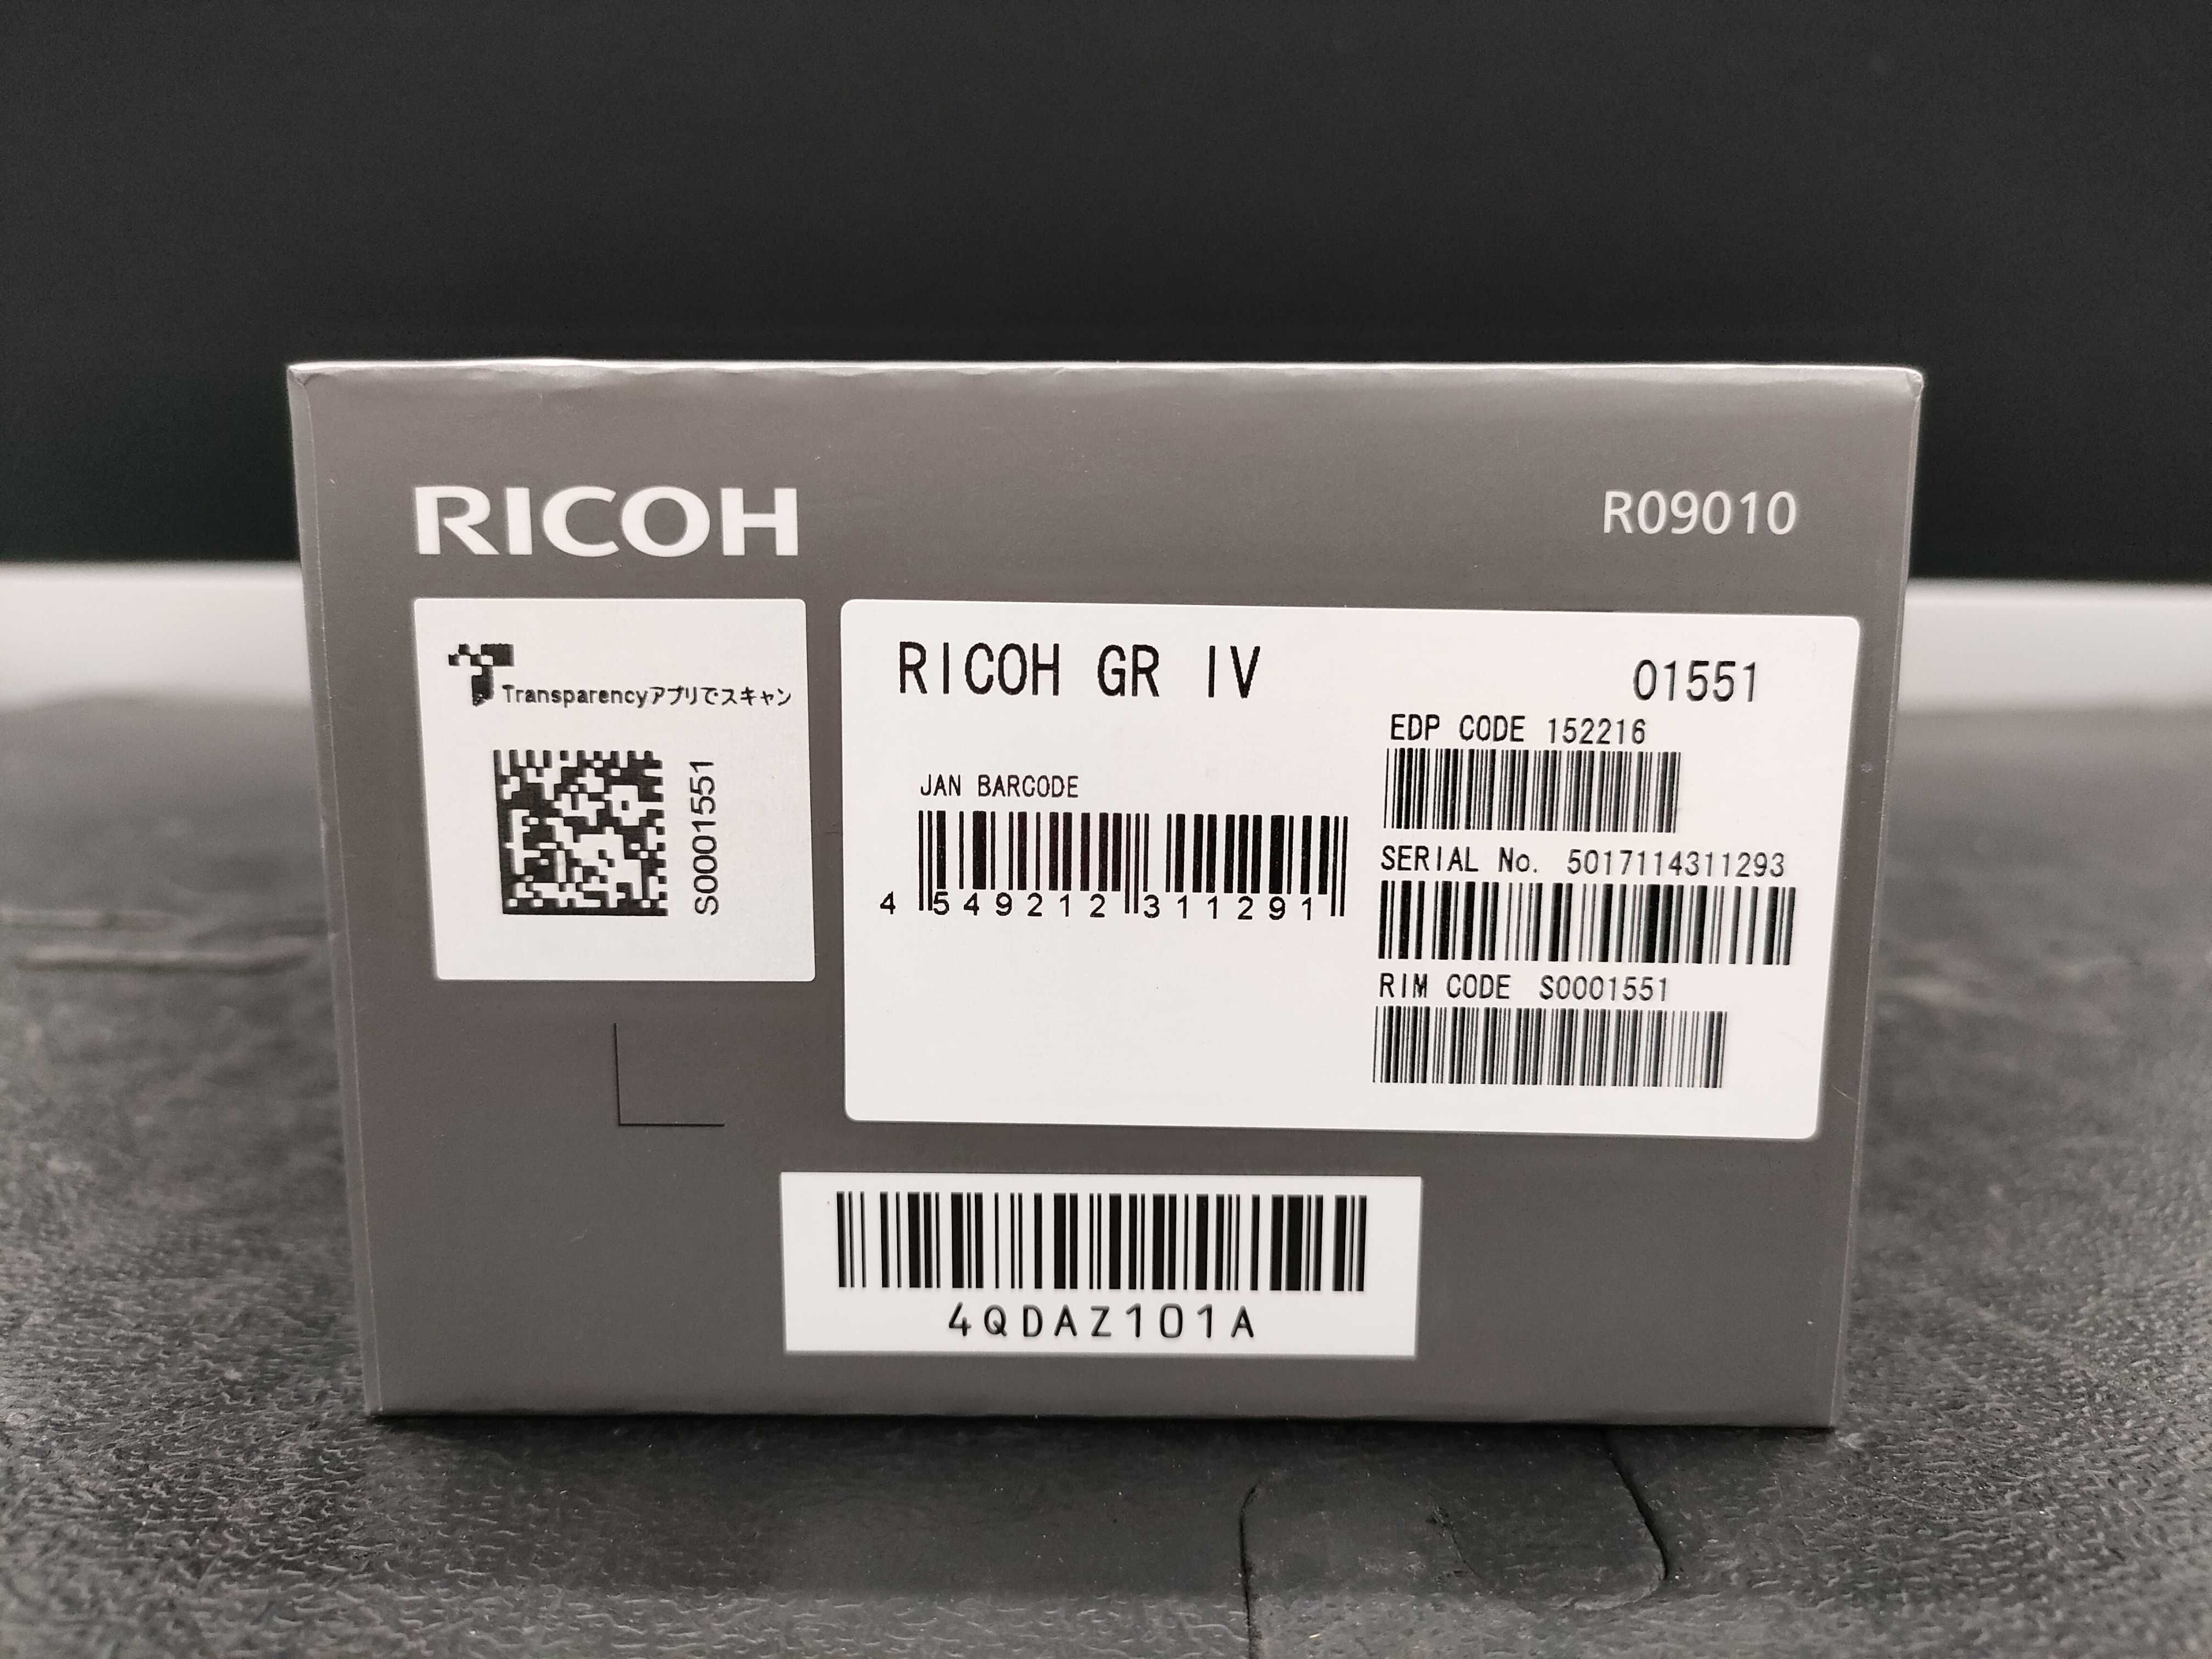 RICOH
R09010
Transparencyアプリでスキャン
S0001551
RICOH GR IV
01551
EDP CODE 152216
JAN BARCODE
4 549212 311291
SERIAL No. 5017114311293
RIM CODE S0001551
4QDAZ101A